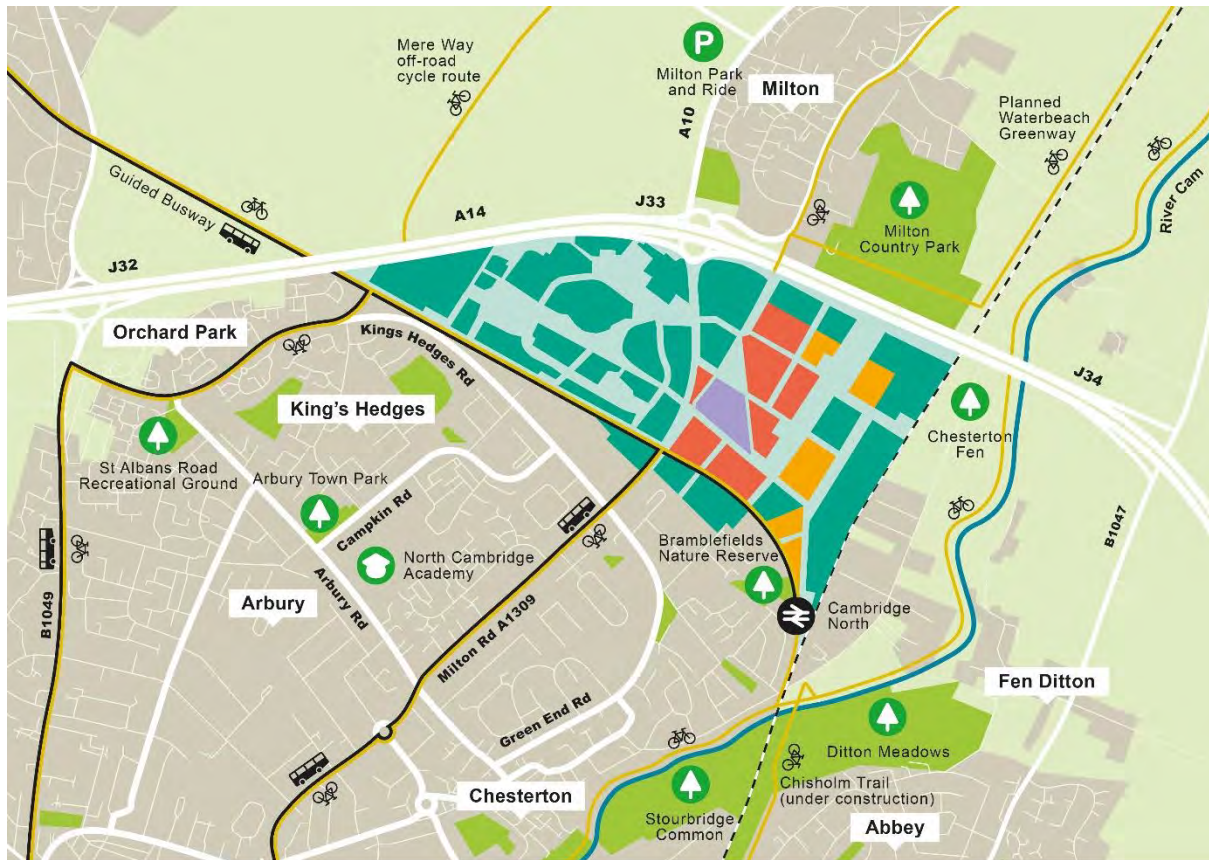 Mere Way
off-road
cycle route
P
Milton Park
and Ride
Milton
A10
Planned
Waterbeach
Greenway
River Cam
Guided Busway
A14
J33
Milton
Country Park
J32
Orchard Park
Kings Hedges Rd
J34
King's Hedges
Chesterton
Fen
St Albans Road
Recreational Ground
Arbury Town Park
Campkin Rd
B1047
Bramblefields
Nature Reserve
North Cambridge
Academy
Arbury Rd
Arbury
B1049
Milton Rd A1309
Cambridge
North
Fen Ditton
Green End Rd
Ditton Meadows
Chisholm Trail
(under construction)
Chesterton
Stourbridge
Common
Abbey